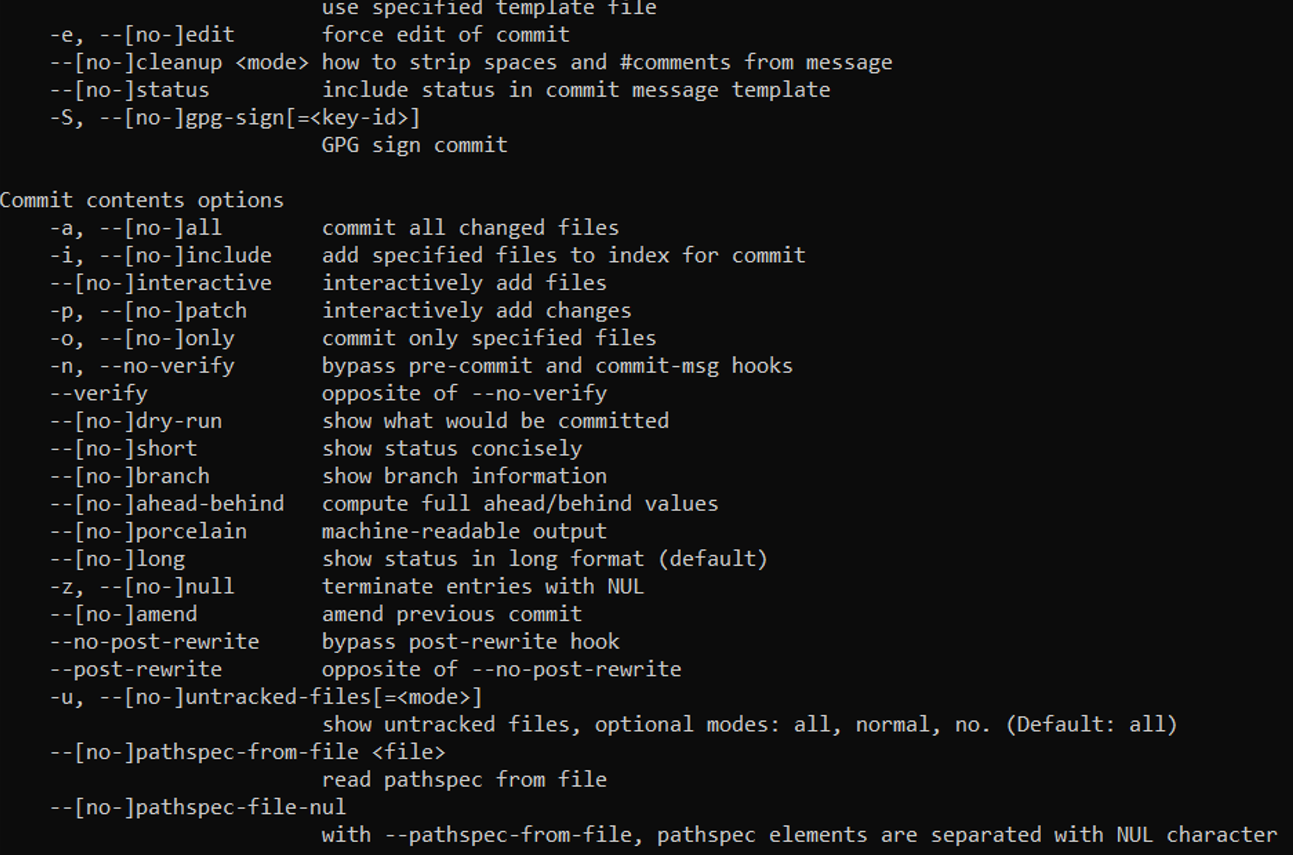 use specified template file
-e, --[no-]edit force edit of commit
--[no-]cleanup <mode> how to strip spaces and #comments from message
--[no-]status include status in commit message template
-S, --[no-]gpg-sign[=<key-id>]
GPG sign commit
Commit contents options
-a, --[no-]all commit all changed files
-i, --[no-]include add specified files to index for commit
--[no-]interactive interactively add files
-p, --[no-]patch interactively add changes
-o, --[no-]only commit only specified files
-n, --no-verify bypass pre-commit and commit-msg hooks
--verify opposite of --no-verify
--[no-]dry-run show what would be committed
--[no-]short show status concisely
--[no-]branch show branch information
--[no-]ahead-behind compute full ahead/behind values
--[no-]porcelain machine-readable output
--[no-]long show status in long format (default)
-z, --[no-]null terminate entries with NUL
--[no-]amend amend previous commit
--no-post-rewrite bypass post-rewrite hook
--post-rewrite opposite of --no-post-rewrite
-u, --[no-]untracked-files[=<mode>]
show untracked files, optional modes: all, normal, no. (Default: all)
--[no-]pathspec-from-file <file>
read pathspec from file
--[no-]pathspec-file-nul
with --pathspec-from-file, pathspec elements are separated with NUL character